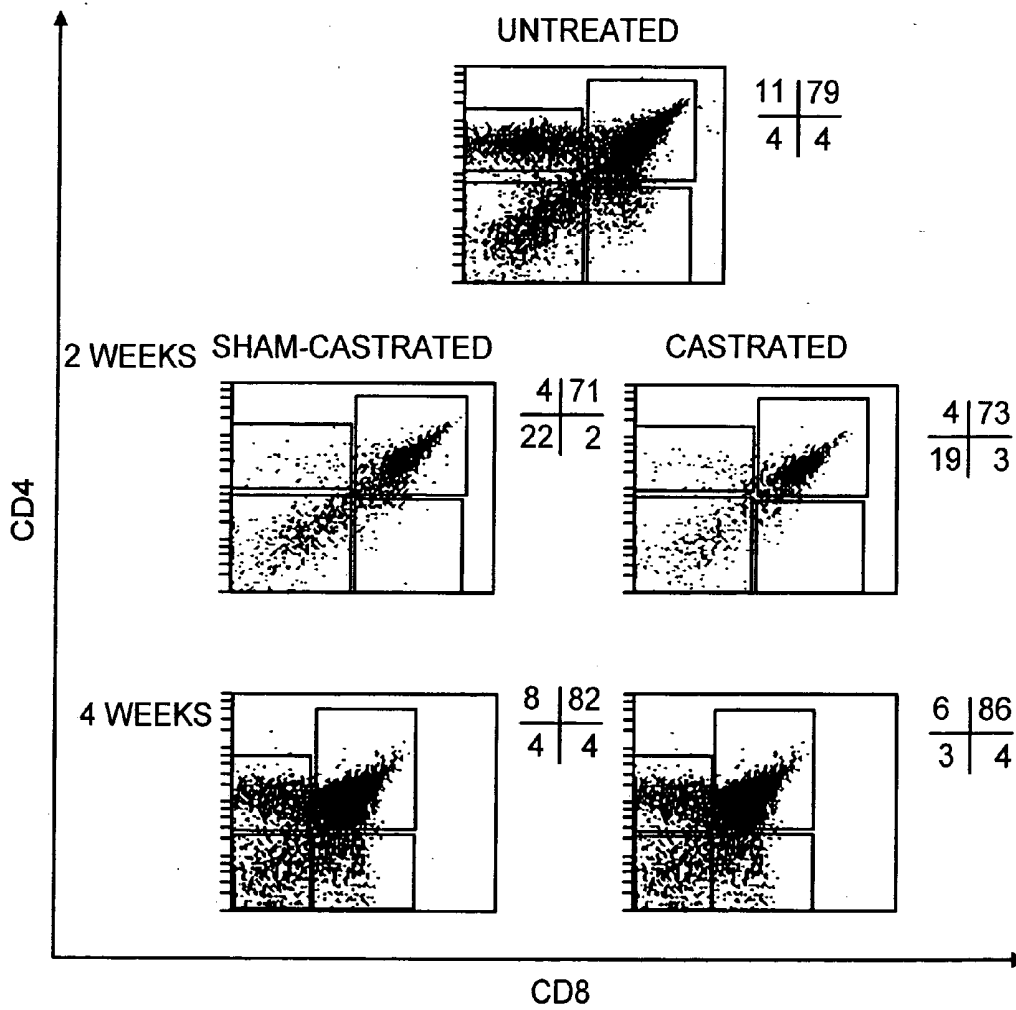 UNTREATED
11 79
4 4
2 WEEKS SHAM-CASTRATED CASTRATED
4 71
22 2
4 73
19 3
4 WEEKS
8 82
4 4
6 86
3 4
CD4
CD8